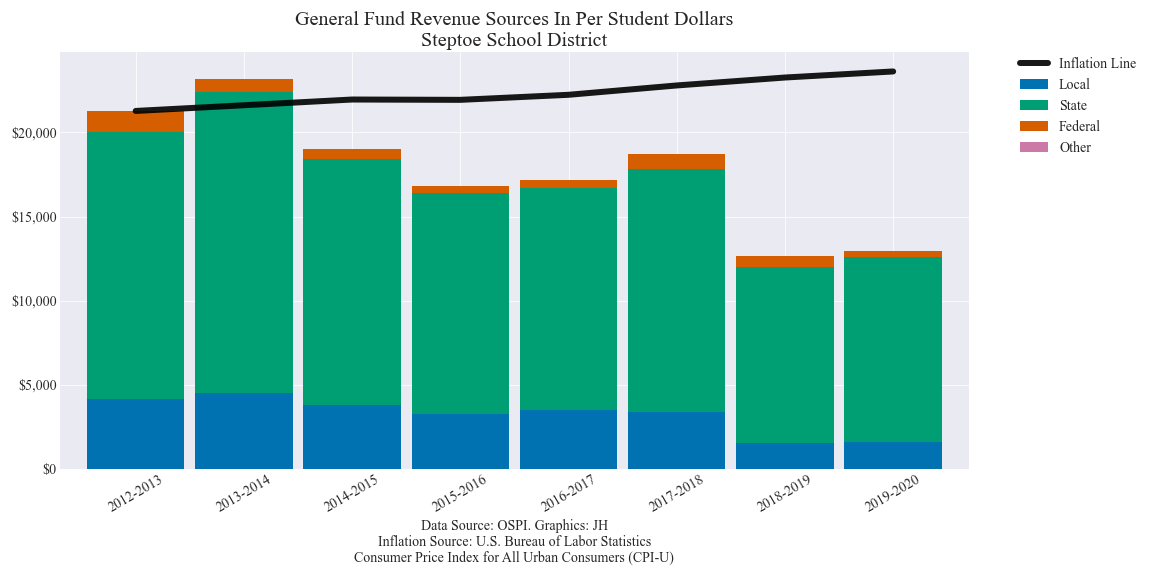 General Fund Revenue Sources In Per Student Dollars
Steptoe School District
Inflation Line
Local
State
Federal
Other
$20,000
$15,000
$10,000
$5,000
$0
2012-2013
2013-2014
2014-2015
2015-2016
2016-2017
2017-2018
2018-2019
2019-2020
Data Source: OSPI. Graphics: JH
Inflation Source: U.S. Bureau of Labor Statistics
Consumer Price Index for All Urban Consumers (CPI-U)